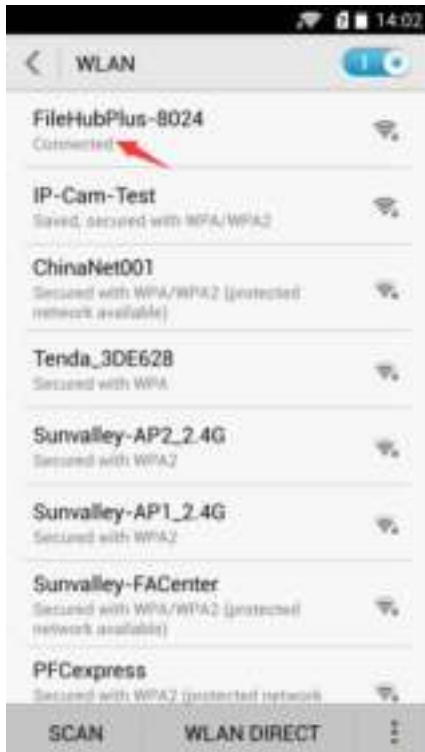 14:02
WLAN
FileHubPlus-8024
Connected
IP-Cam-Test
Saved, secured with WPA/WPA2
ChinaNet001
Secured with WPA/WPA2 (protected
network available)
Tenda_3DE628
Secured with WPA
Sunvalley-AP2_2.4G
Secured with WPA2
Sunvalley-AP1_2.4G
Secured with WPA2
Sunvalley-FACenter
Secured with WPA/WPA2 (protected
network available)
PFCexpress
Secured with WPA2 (protected network
SCAN WLAN DIRECT